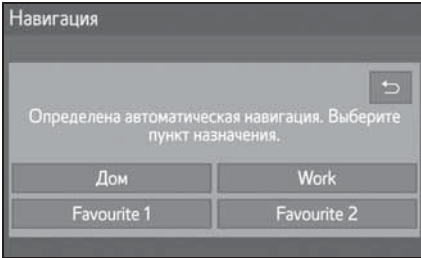 Навигация
Определена автоматическая навигация. Выберите
пункт назначения.
Дом
Work
Favourite 1
Favourite 2